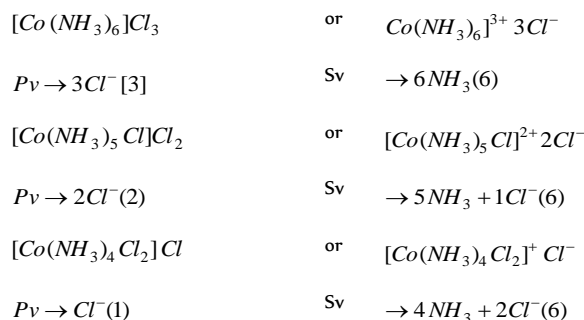 [Co(NH₃)₆]Cl₃ or Co(NH₃)₆]³⁺ 3Cl⁻
Pv → 3Cl⁻[3] Sv → 6NH₃(6)
[Co(NH₃)₅Cl]Cl₂ or [Co(NH₃)₅Cl]²⁺2Cl⁻
Pv → 2Cl⁻(2) Sv → 5NH₃ + 1Cl⁻(6)
[Co(NH₃)₄Cl₂]Cl or [Co(NH₃)₄Cl₂]⁺ Cl⁻
Pv → Cl⁻(1) Sv → 4NH₃ + 2Cl⁻(6)